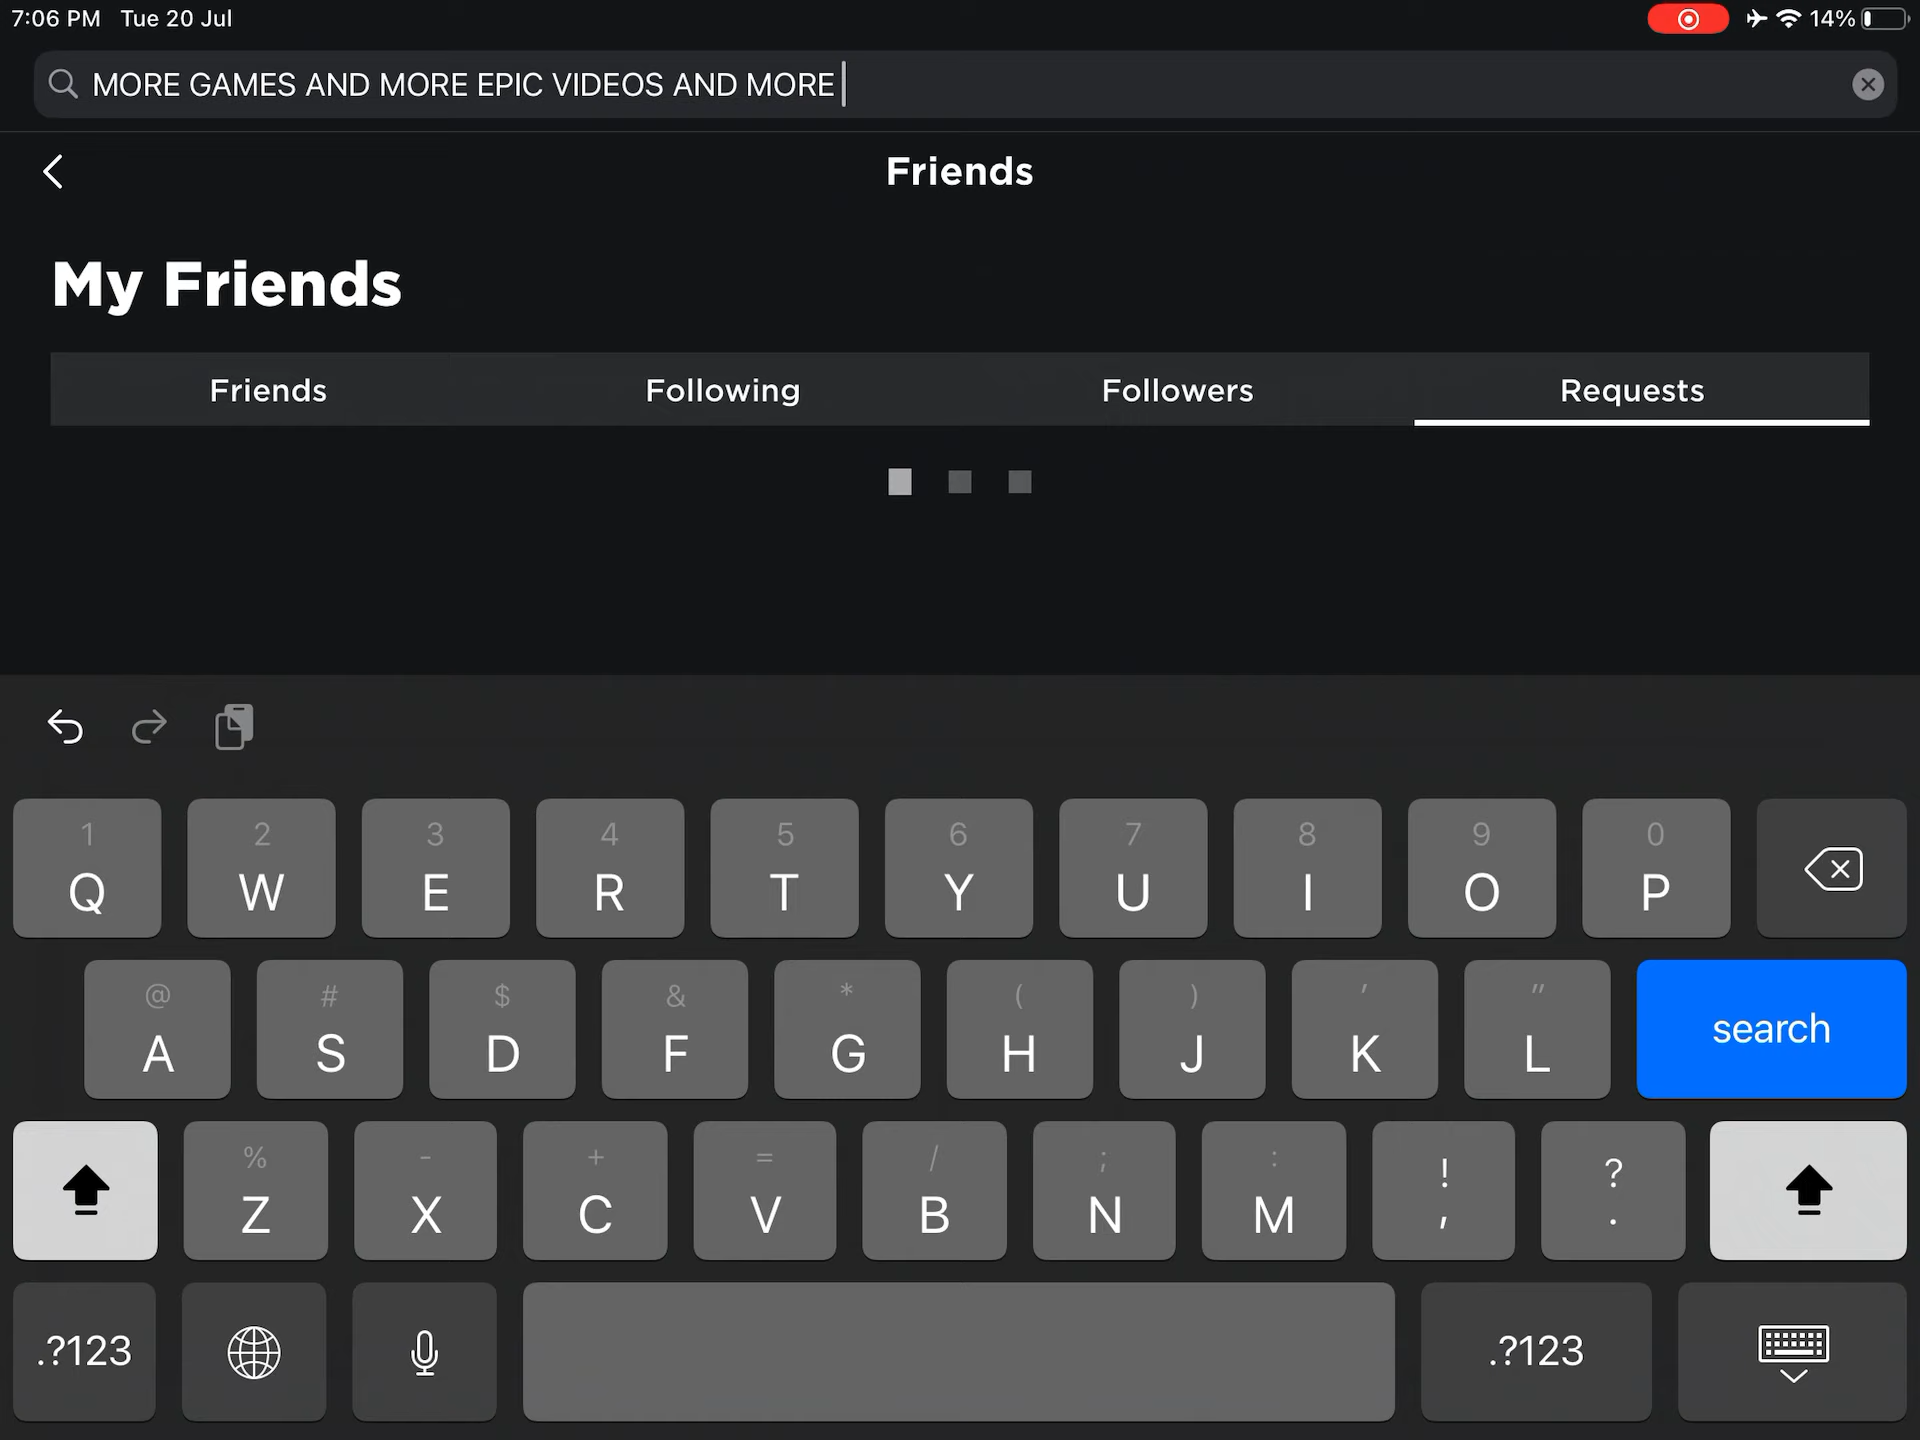 7:06 PM Tue 20 Jul 14%
MORE GAMES AND MORE EPIC VIDEOS AND MORE
Friends
My Friends
Friends Following Followers Requests
1 2 3 4 5 6 7 8 9 0
Q W E R T Y U I O P
@ # $ & * ( ) ' "
A S D F G H J K L search
% - + = / ; : ! ?
Z X C V B N M , .
.?123 .?123